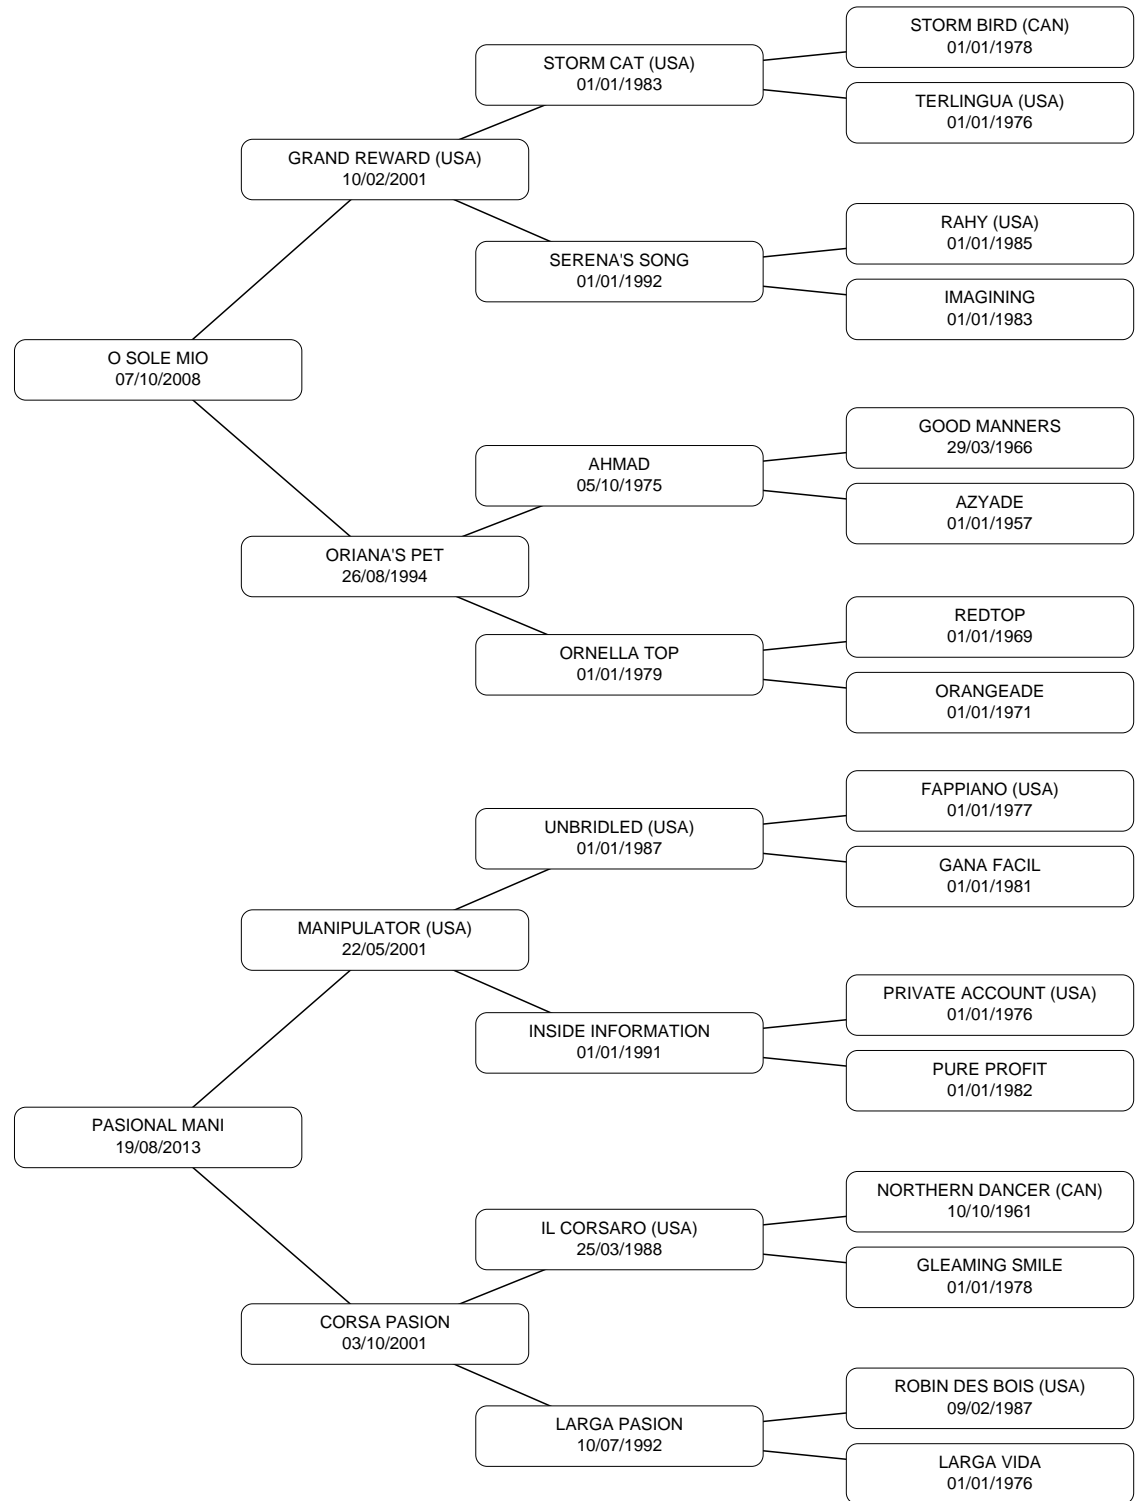 STORM BIRD (CAN)
01/01/1978
STORM CAT (USA)
01/01/1983
TERLINGUA (USA)
01/01/1976
GRAND REWARD (USA)
10/02/2001
RAHY (USA)
01/01/1985
SERENA'S SONG
01/01/1992
IMAGINING
01/01/1983
O SOLE MIO
07/10/2008
GOOD MANNERS
29/03/1966
AHMAD
05/10/1975
AZYADE
01/01/1957
ORIANA'S PET
26/08/1994
REDTOP
01/01/1969
ORNELLA TOP
01/01/1979
ORANGEADE
01/01/1971
FAPPIANO (USA)
01/01/1977
UNBRIDLED (USA)
01/01/1987
GANA FACIL
01/01/1981
MANIPULATOR (USA)
22/05/2001
PRIVATE ACCOUNT (USA)
01/01/1976
INSIDE INFORMATION
01/01/1991
PURE PROFIT
01/01/1982
PASIONAL MANI
19/08/2013
NORTHERN DANCER (CAN)
10/10/1961
IL CORSARO (USA)
25/03/1988
GLEAMING SMILE
01/01/1978
CORSA PASION
03/10/2001
ROBIN DES BOIS (USA)
09/02/1987
LARGA PASION
10/07/1992
LARGA VIDA
01/01/1976